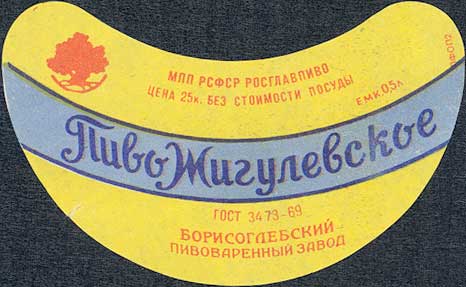 МПП РСФСР РОСГЛАВПИВО
ЦЕНА 25к. БЕЗ СТОИМОСТИ ПОСУДЫ
ЕМК. 0,5л
Пиво Жигулевское
ГОСТ 3473-69
БОРИСОГЛЕБСКИЙ
ПИВОВАРЕННЫЙ ЗАВОД